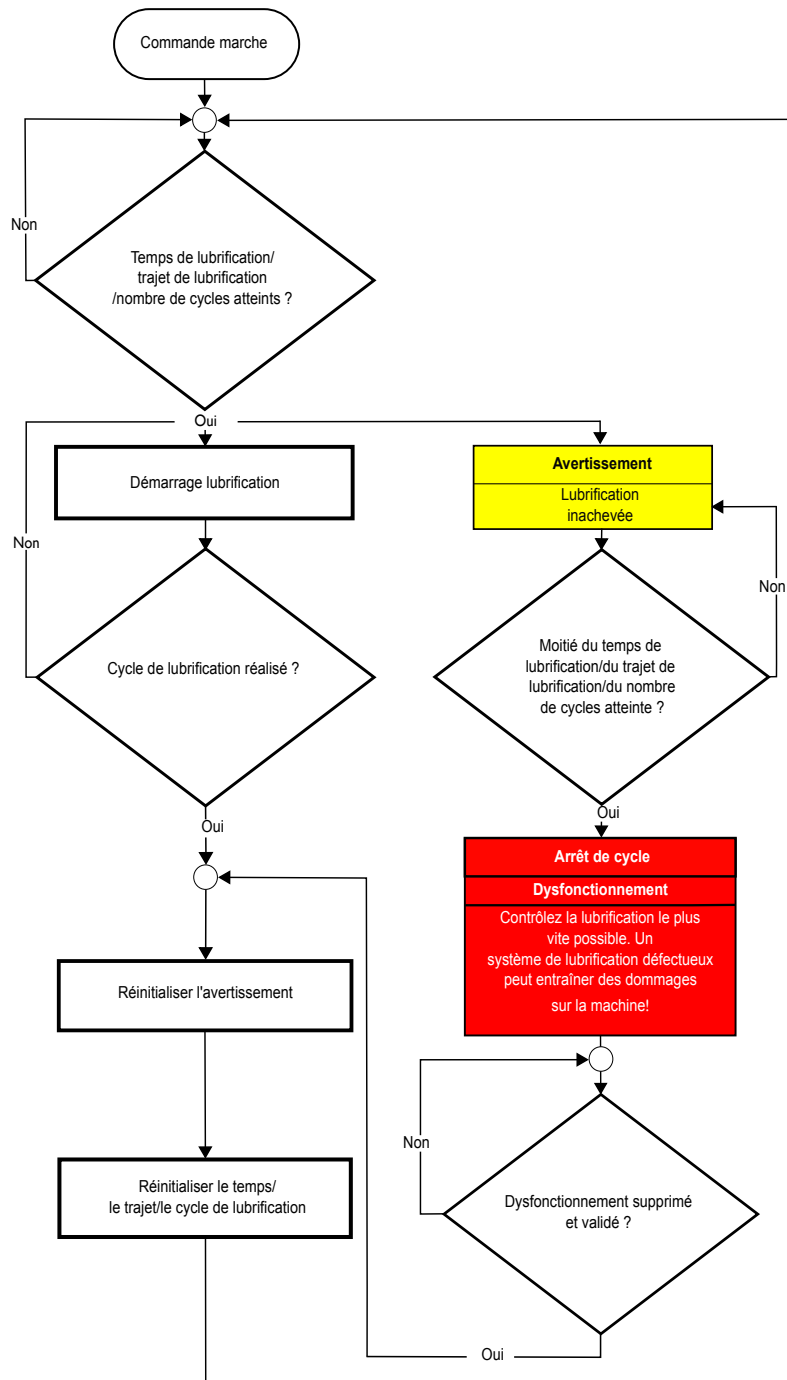 Commande marche
Non
Temps de lubrification/
trajet de lubrification
/nombre de cycles atteints ?
Oui
Démarrage lubrification
Avertissement
Lubrification
inachevée
Non
Non
Cycle de lubrification réalisé ?
Moitié du temps de
lubrification/du trajet de
lubrification/du nombre
de cycles atteinte ?
Oui
Oui
Arrêt de cycle
Dysfonctionnement
Contrôlez la lubrification le plus
vite possible. Un
système de lubrification défectueux
peut entraîner des dommages
sur la machine!
Réinitialiser l'avertissement
Non
Réinitialiser le temps/
le trajet/le cycle de lubrification
Dysfonctionnement supprimé
et validé ?
Oui